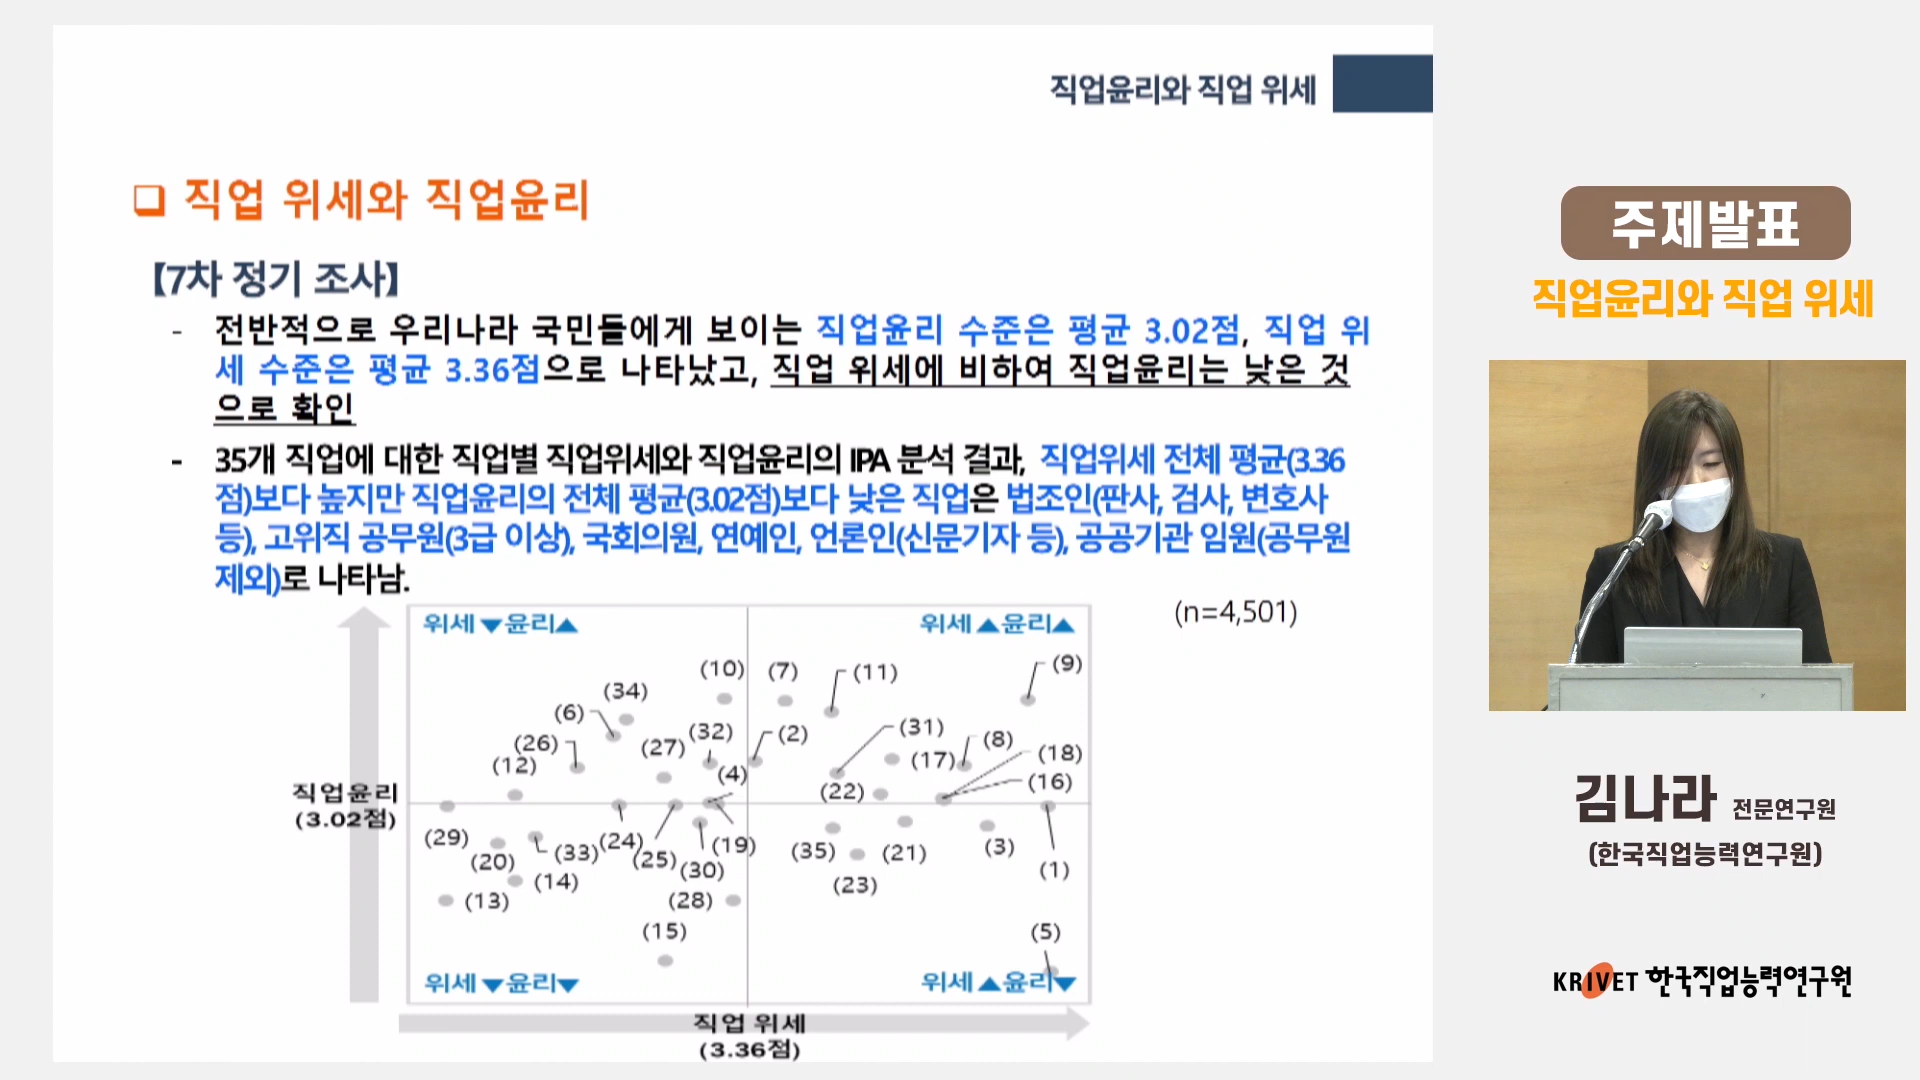 직업윤리와 직업 위세
❑ 직업 위세와 직업윤리
【7차 정기 조사】
- 전반적으로 우리나라 국민들에게 보이는 직업윤리 수준은 평균 3.02점, 직업 위
세 수준은 평균 3.36점으로 나타났고, 직업 위세에 비하여 직업윤리는 낮은 것
으로 확인
- 35개 직업에 대한 직업별 직업위세와 직업윤리의 IPA 분석 결과, 직업위세 전체 평균(3.36
점)보다 높지만 직업윤리의 전체 평균(3.02점)보다 낮은 직업은 법조인(판사, 검사, 변호사
등), 고위직 공무원(3급 이상), 국회의원, 연예인, 언론인(신문기자 등), 공공기관 임원(공무원
제외)로 나타남.
(n=4,501)
위세▼윤리▲
위세▲윤리▲
(9)
(10) (7) (11)
(34)
(6)
(26) (27) (32) (2) (31) (8)
(12) (4) (17) (18)
(22) (16)
직업윤리
(3.02점)
(29) (33) (24) (19) (3)
(20) (25) (30) (35) (21) (1)
(14) (23)
(13) (28)
(15) (5)
위세▼윤리▼
위세▲윤리▼
직업 위세
(3.36점)
주제발표
직업윤리와 직업 위세
김나라 전문연구원
(한국직업능력연구원)
KRIVET 한국직업능력연구원